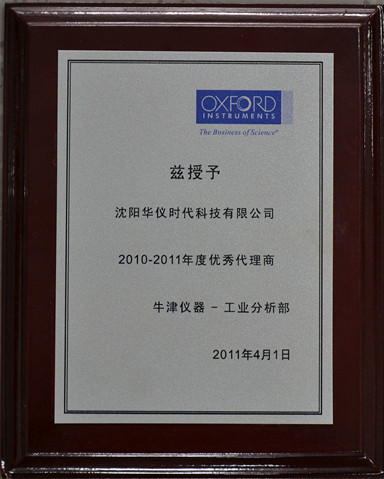 OXFORD
INSTRUMENTS
The Business of Science®
兹授予
沈阳华仪时代科技有限公司
2010-2011年度优秀代理商
牛津仪器 - 工业分析部
2011年4月1日